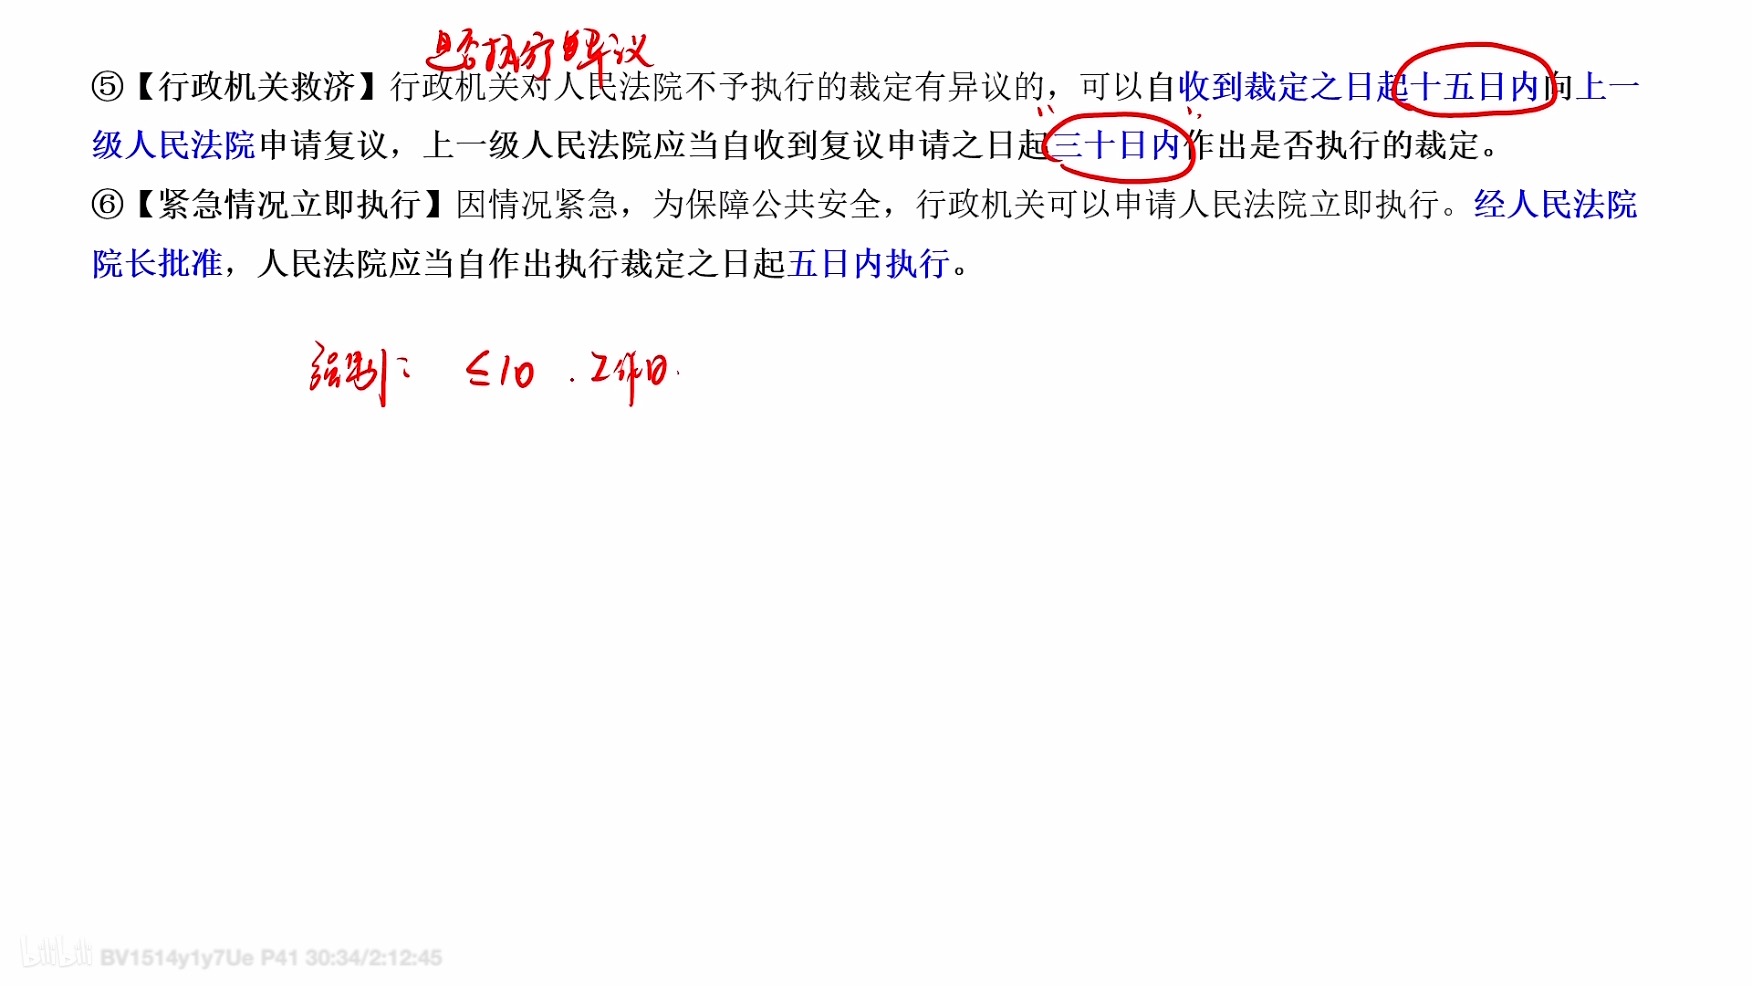 是否执行的异议
⑤【行政机关救济】行政机关对人民法院不予执行的裁定有异议的，可以自收到裁定之日起十五日内向上一
级人民法院申请复议，上一级人民法院应当自收到复议申请之日起三十日内作出是否执行的裁定。
⑥【紧急情况立即执行】因情况紧急，为保障公共安全，行政机关可以申请人民法院立即执行。经人民法院
院长批准，人民法院应当自作出执行裁定之日起五日内执行。
强制： ≤10 . 工作日.
bilibili BV1514y1y7Ue P41 30:34/2:12:45